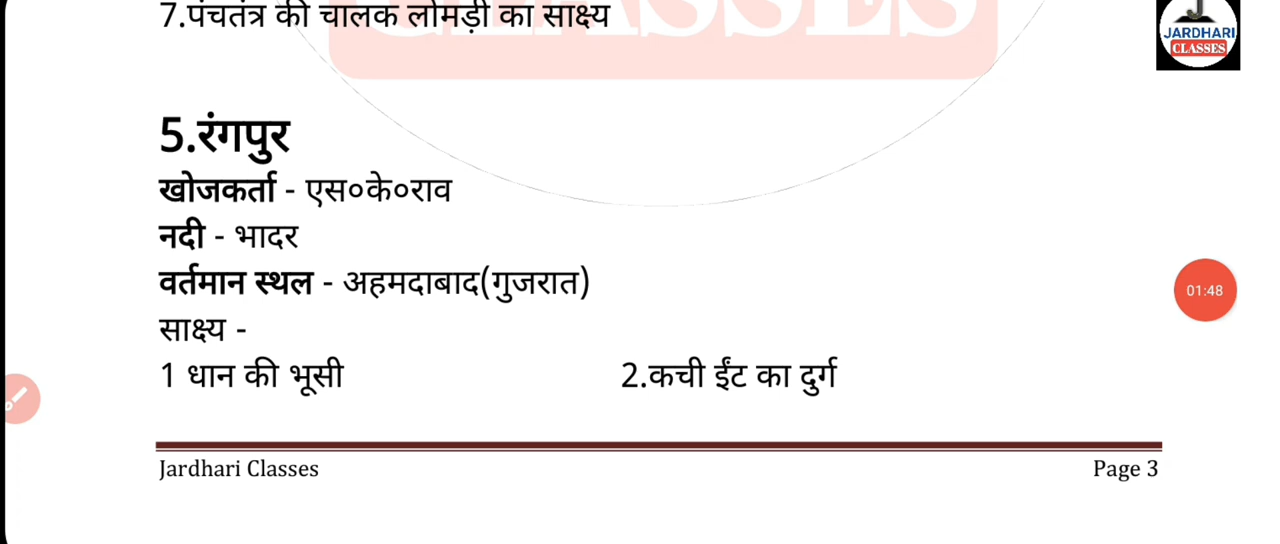 7.पंचतंत्र की चालक लोमड़ी का साक्ष्य
CLASSES
JARDHARI
CLASSES
5.रंगपुर
खोजकर्ता - एस०के०राव
नदी - भादर
वर्तमान स्थल - अहमदाबाद(गुजरात)
01:48
साक्ष्य -
1 धान की भूसी 2.कची ईंट का दुर्ग
Jardhari Classes Page 3